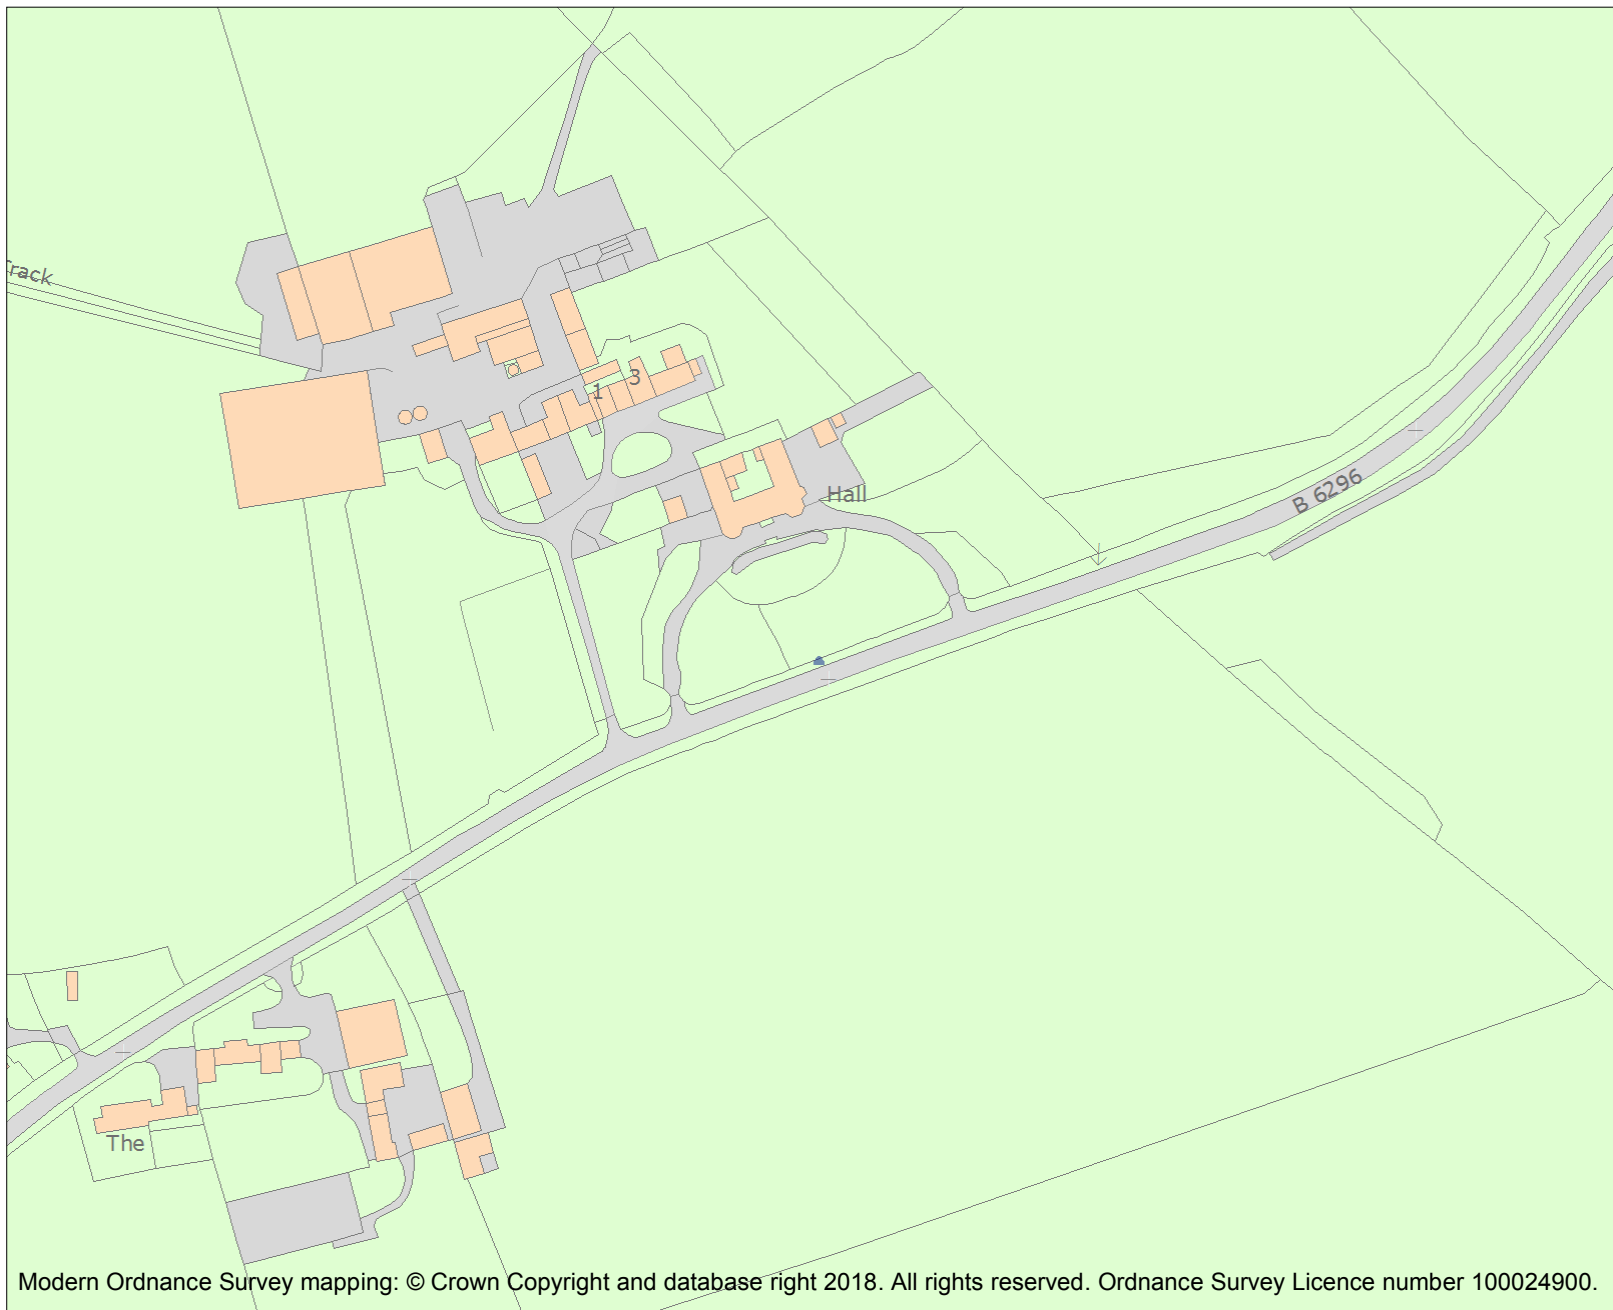 Track
1
3
Hall
B 6296
The
Modern Ordnance Survey mapping: © Crown Copyright and database right 2018. All rights reserved. Ordnance Survey Licence number 100024900.